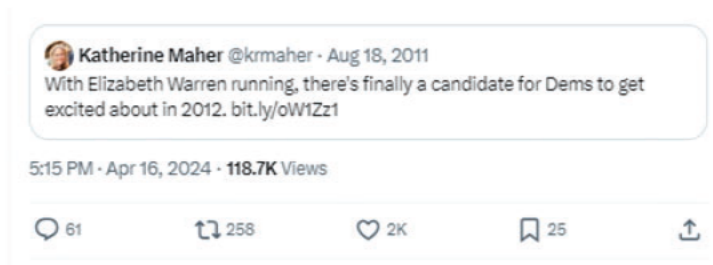 Katherine Maher @krmaher · Aug 18, 2011
With Elizabeth Warren running, there's finally a candidate for Dems to get
excited about in 2012. bit.ly/oW1Zz1
5:15 PM · Apr 16, 2024 · 118.7K Views
61 258 2K 25